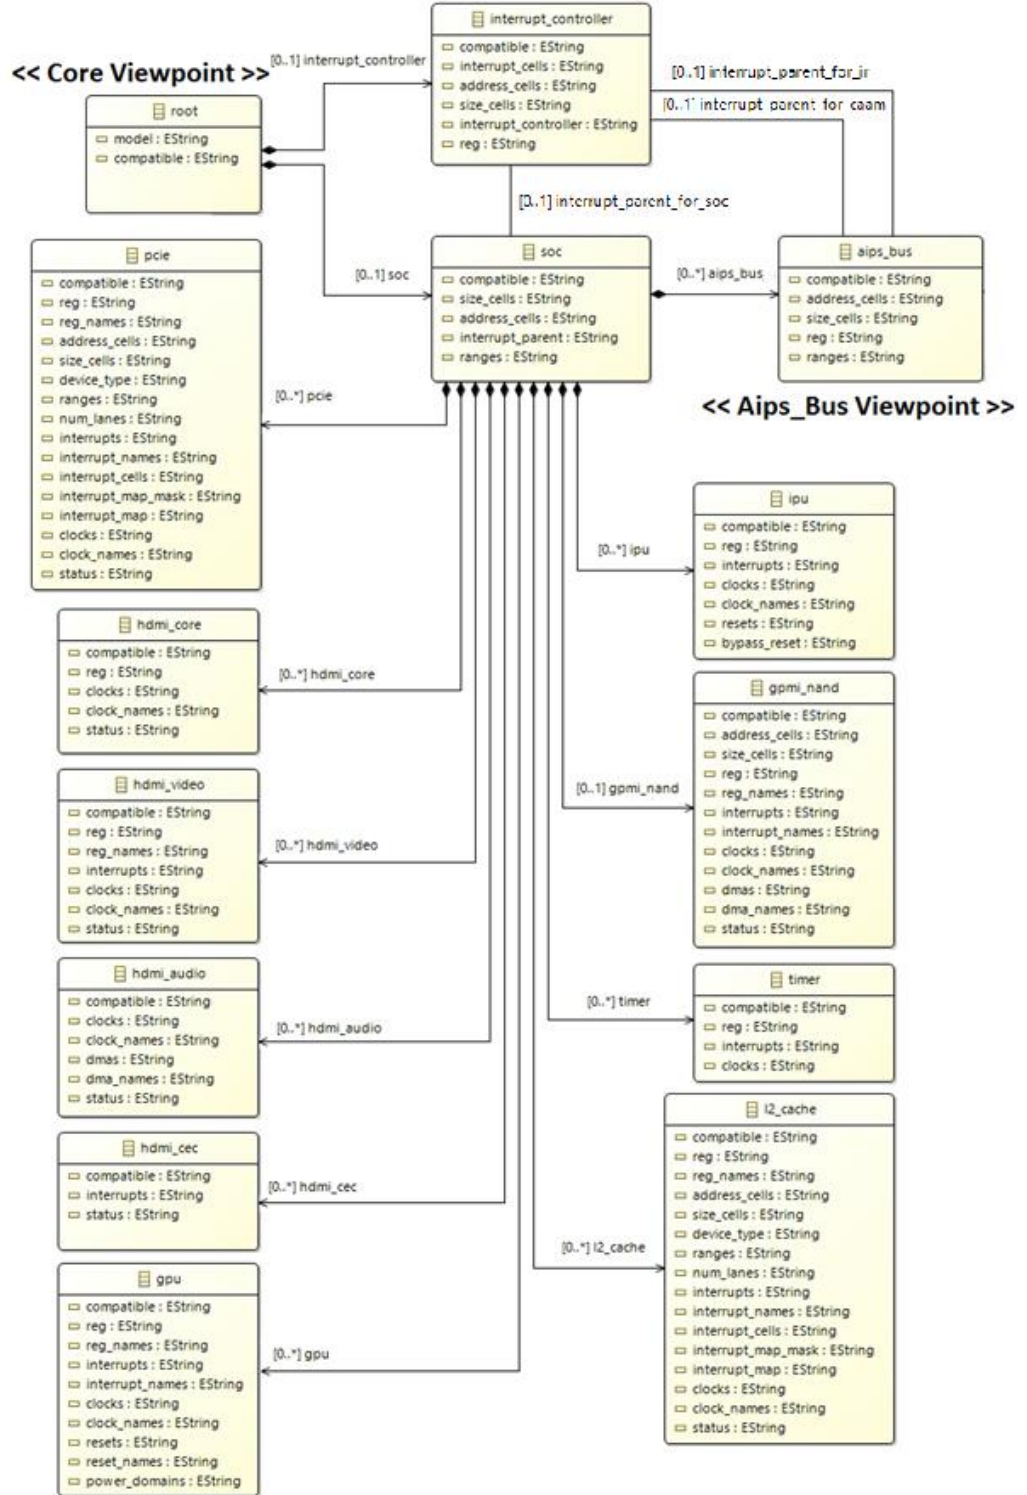 interrupt_controller
compatible : EString
interrupt_cells : EString
address_cells : EString
size_cells : EString
interrupt_controller : EString
reg : EString
[0..1] interrupt_controller
<< Core Viewpoint >>
root
model : EString
compatible : EString
[0..1] interrupt_parent_for_ir
[0..1] interrupt_parent_for_caam
[0..1] interrupt_parent_for_soc
[0..1] soc
soc
compatible : EString
size_cells : EString
address_cells : EString
interrupt_parent : EString
ranges : EString
[0..*] aips_bus
aips_bus
compatible : EString
address_cells : EString
size_cells : EString
reg : EString
ranges : EString
<< Aips_Bus Viewpoint >>
pcie
compatible : EString
reg : EString
reg_names : EString
address_cells : EString
size_cells : EString
device_type : EString
ranges : EString
num_lanes : EString
interrupts : EString
interrupt_names : EString
interrupt_cells : EString
interrupt_map_mask : EString
interrupt_map : EString
clocks : EString
clock_names : EString
status : EString
[0..*] pcie
hdmi_core
compatible : EString
reg : EString
clocks : EString
clock_names : EString
status : EString
[0..*] hdmi_core
hdmi_video
compatible : EString
reg : EString
reg_names : EString
interrupts : EString
clocks : EString
clock_names : EString
status : EString
[0..*] hdmi_video
hdmi_audio
compatible : EString
clocks : EString
clock_names : EString
dmas : EString
dma_names : EString
status : EString
[0..*] hdmi_audio
hdmi_cec
compatible : EString
interrupts : EString
status : EString
[0..*] hdmi_cec
gpu
compatible : EString
reg : EString
reg_names : EString
interrupts : EString
interrupt_names : EString
clocks : EString
clock_names : EString
resets : EString
reset_names : EString
power_domains : EString
[0..*] gpu
[0..*] ipu
ipu
compatible : EString
reg : EString
interrupts : EString
clocks : EString
clock_names : EString
resets : EString
bypass_reset : EString
[0..1] gpmi_nand
gpmi_nand
compatible : EString
address_cells : EString
size_cells : EString
reg : EString
reg_names : EString
interrupts : EString
interrupt_names : EString
clocks : EString
clock_names : EString
dmas : EString
dma_names : EString
status : EString
[0..*] timer
timer
compatible : EString
reg : EString
interrupts : EString
clocks : EString
[0..*] l2_cache
l2_cache
compatible : EString
reg : EString
reg_names : EString
address_cells : EString
size_cells : EString
device_type : EString
ranges : EString
num_lanes : EString
interrupts : EString
interrupt_names : EString
interrupt_cells : EString
interrupt_map_mask : EString
interrupt_map : EString
clocks : EString
clock_names : EString
status : EString